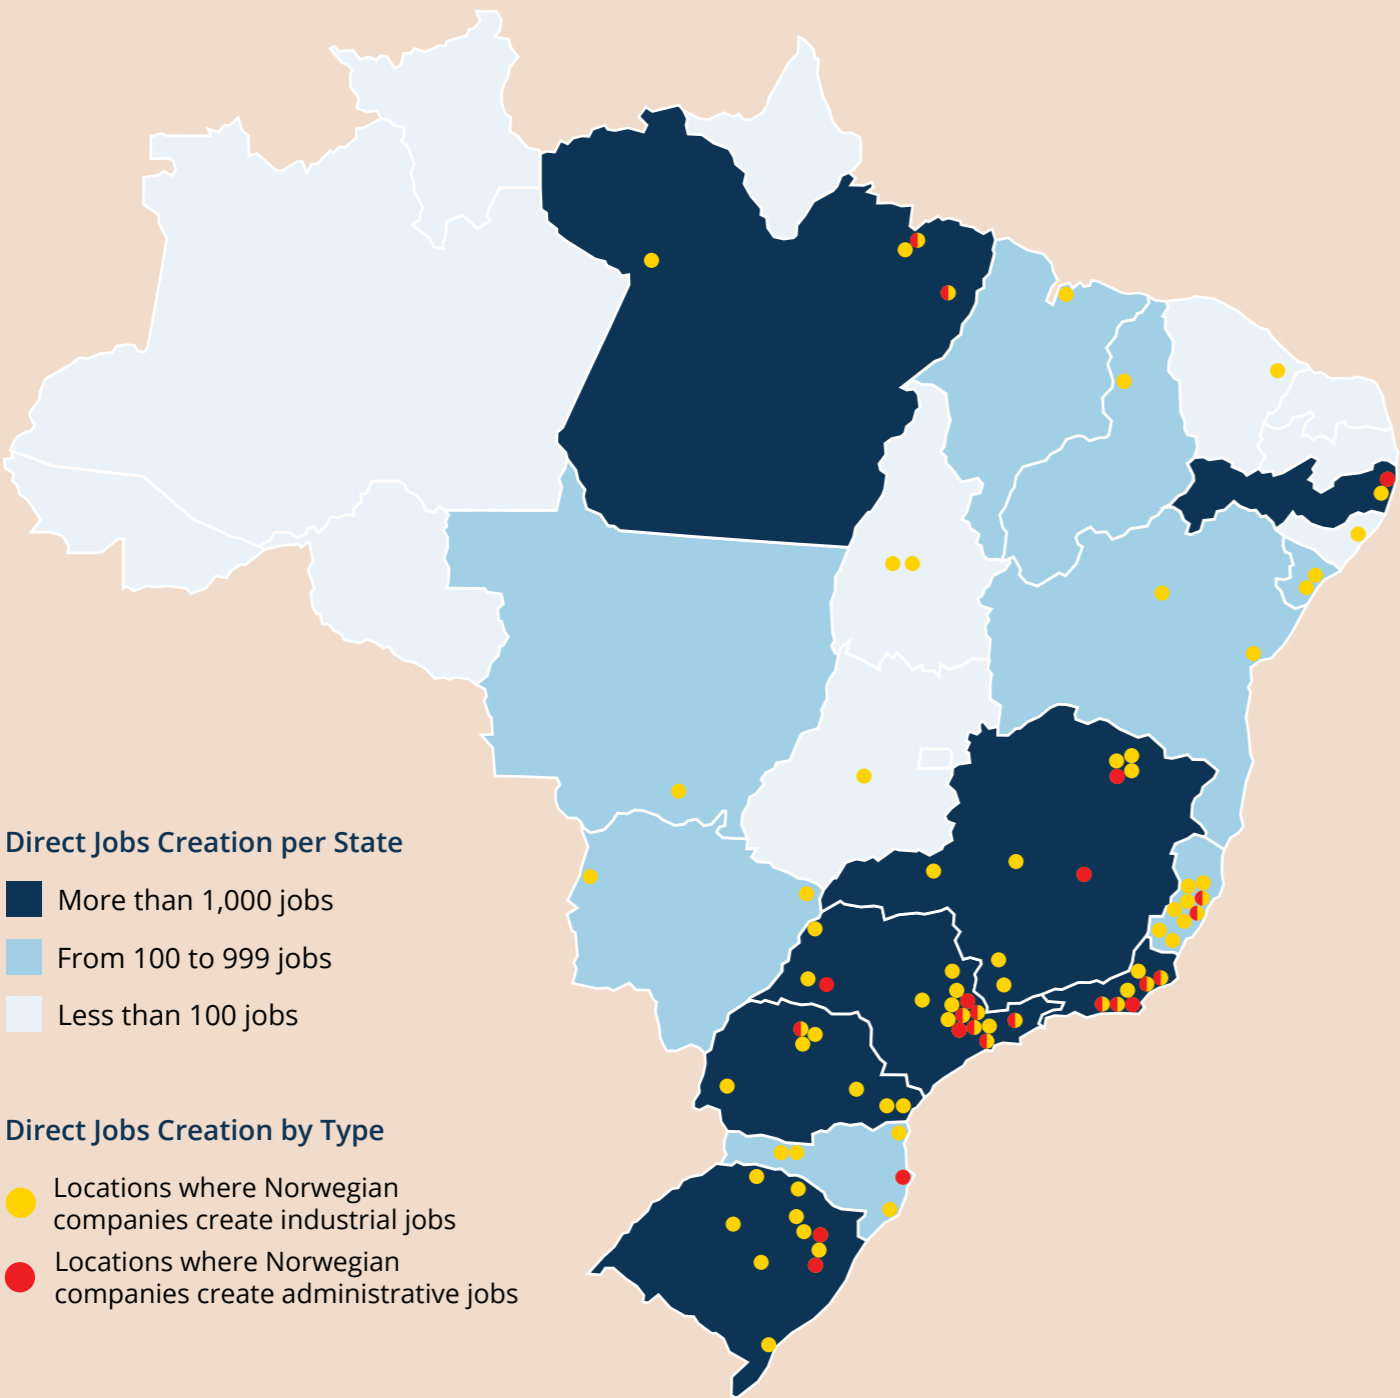 Direct Jobs Creation per State
More than 1,000 jobs
From 100 to 999 jobs
Less than 100 jobs
Direct Jobs Creation by Type
Locations where Norwegian
companies create industrial jobs
Locations where Norwegian
companies create administrative jobs